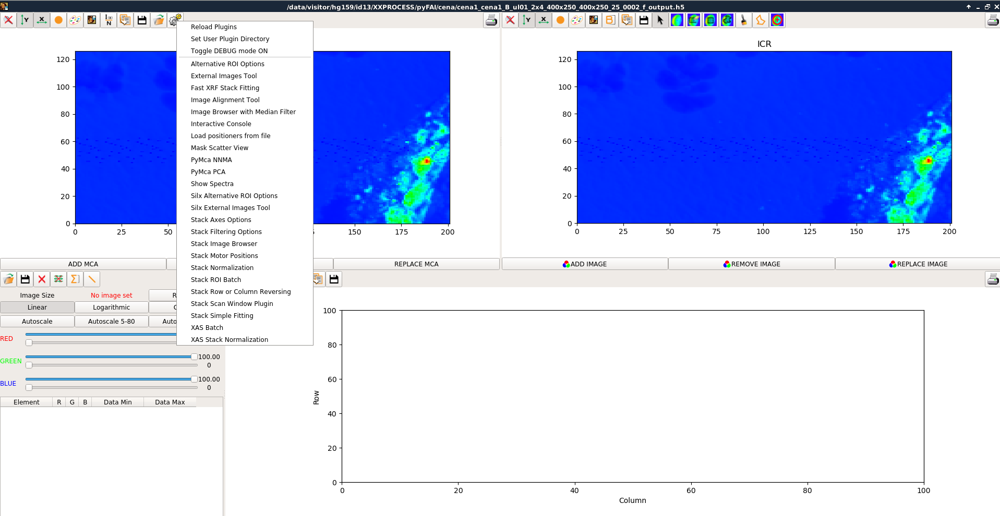 /data/visitor/hg159/id13/XXPROCESS/pyFAI/cena/cena1_cena1_B_ul01_2x4_400x250_400x250_25_0002_f_output.h5
Y
X
I(x)
N
Y
X
B
Reload Plugins
Set User Plugin Directory
Toggle DEBUG mode ON
Alternative ROI Options
External Images Tool
Fast XRF Stack Fitting
Image Alignment Tool
Image Browser with Median Filter
Interactive Console
Load positioners from file
Mask Scatter View
PyMca NNMA
PyMca PCA
Show Spectra
Silx Alternative ROI Options
Silx External Images Tool
Stack Axes Options
Stack Filtering Options
Stack Image Browser
Stack Motor Positions
Stack Normalization
Stack ROI Batch
Stack Row or Column Reversing
Stack Scan Window Plugin
Stack Simple Fitting
XAS Batch
XAS Stack Normalization
120
100
80
60
40
20
0
0 25 50 150 175 200
ICR
120
100
80
60
40
20
0
0 25 50 75 100 125 150 175 200
ADD MCA
REPLACE MCA
ADD IMAGE
REMOVE IMAGE
REPLACE IMAGE
Σ
Image Size No image set R
Linear Logarithmic
Autoscale Autoscale 5-80 Auto
RED
GREEN 100.00
0
BLUE 100.00
0
Element R G B Data Min Data Max
100
80
60
40
20
0
Row
0 20 40 60 80 100
Column